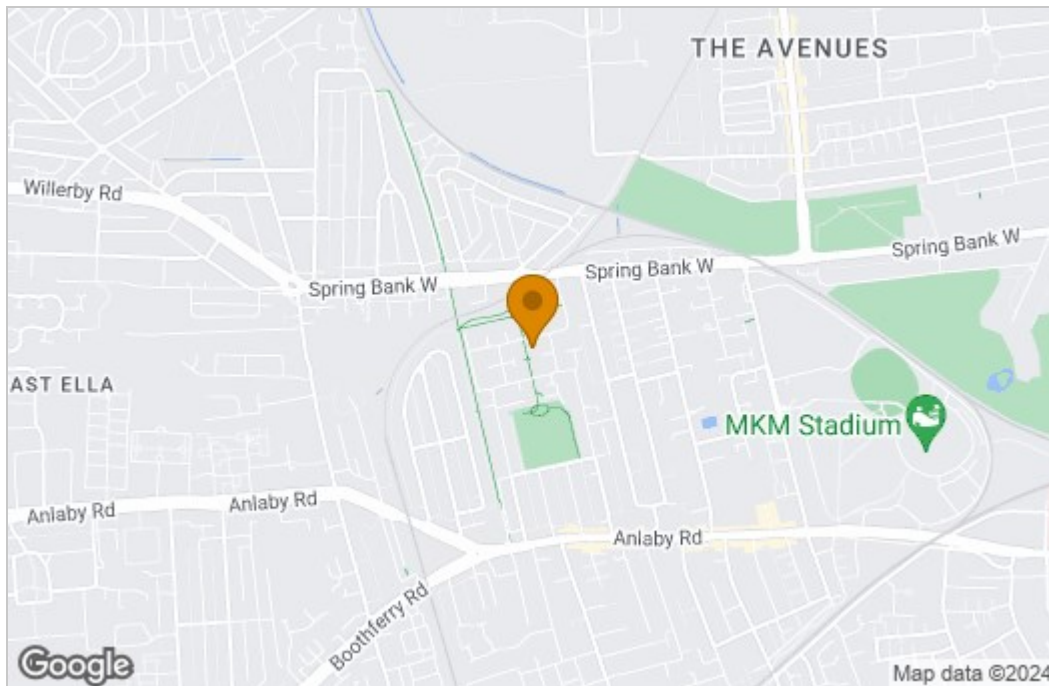 THE AVENUES
Willerby Rd
Spring Bank W
Spring Bank W
Spring Bank W
AST ELLA
MKM Stadium
Anlaby Rd
Anlaby Rd
Anlaby Rd
Boothferry Rd
Google
Map data ©2024